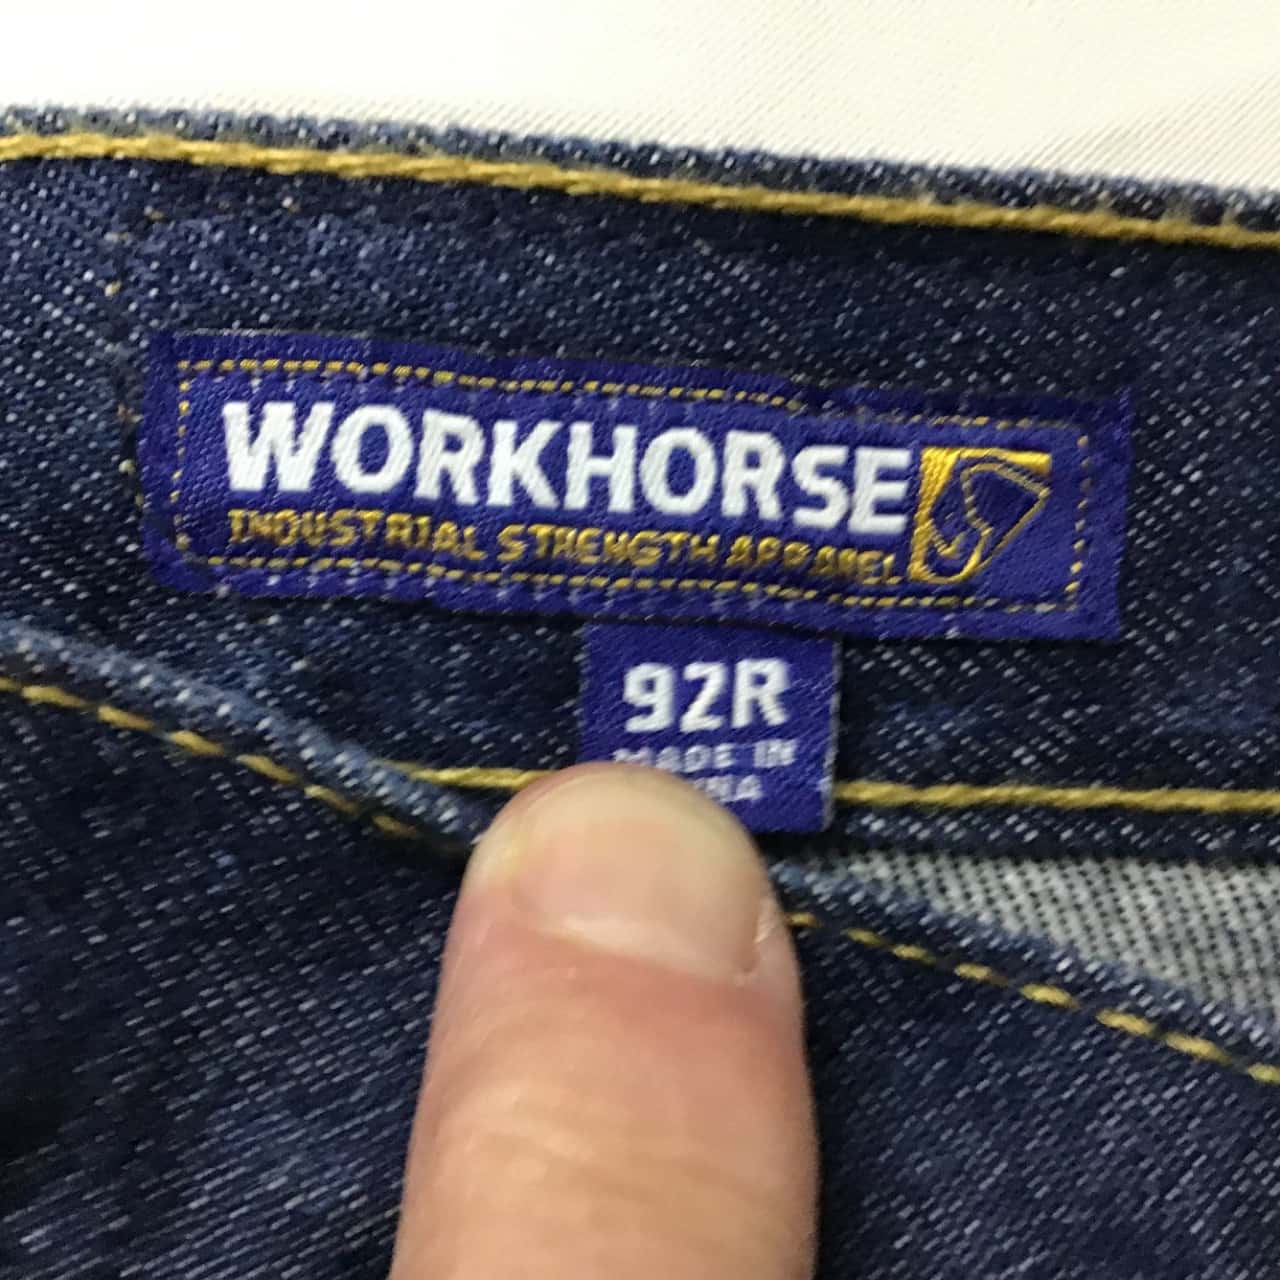 WORKHORSE
INDUSTRIAL STRENGTH APPAREL
92R
MADE IN